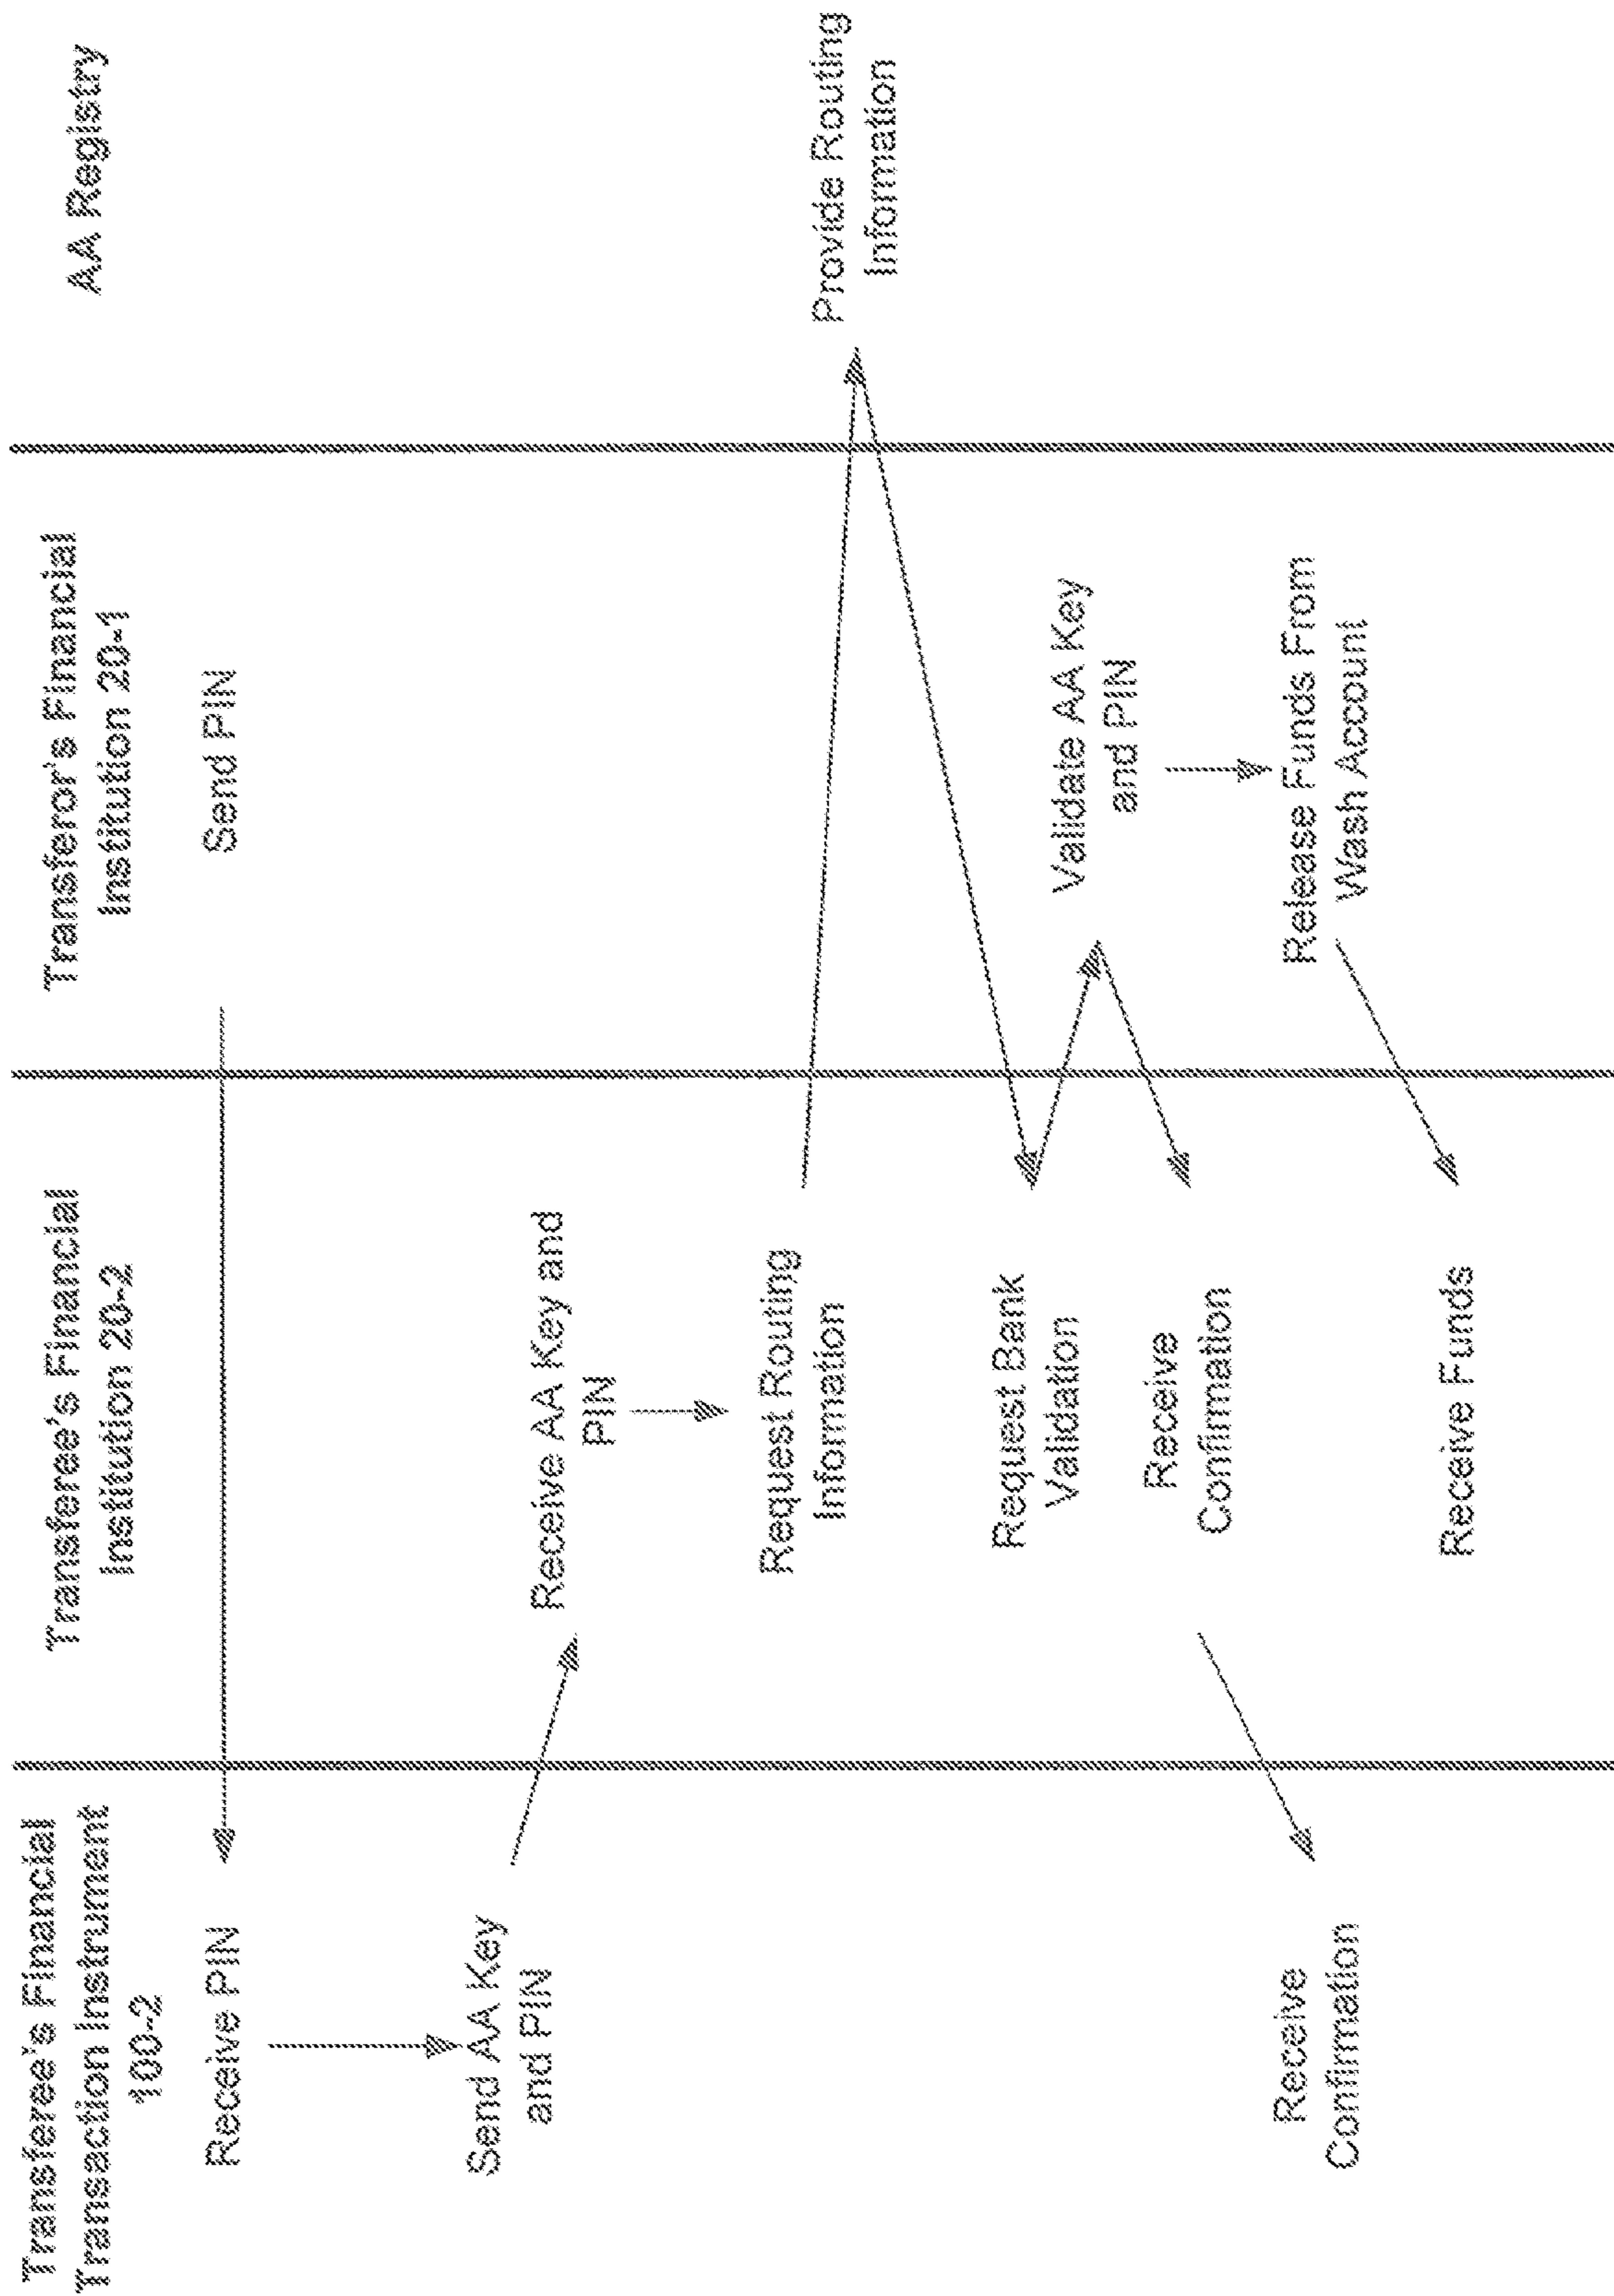 Transferee's Financial
Transaction Instrument
100-2
Transferee's Financial
Institution 20-2
Transferor's Financial
Institution 20-1
AA Registry
Receive PIN
Send PIN
Send AA Key
and PIN
Receive AA Key and
PIN
Request Routing
Information
Provide Routing
Information
Request Bank
Validation
Validate AA Key
and PIN
Receive
Confirmation
Receive
Confirmation
Release Funds From
Wash Account
Receive Funds